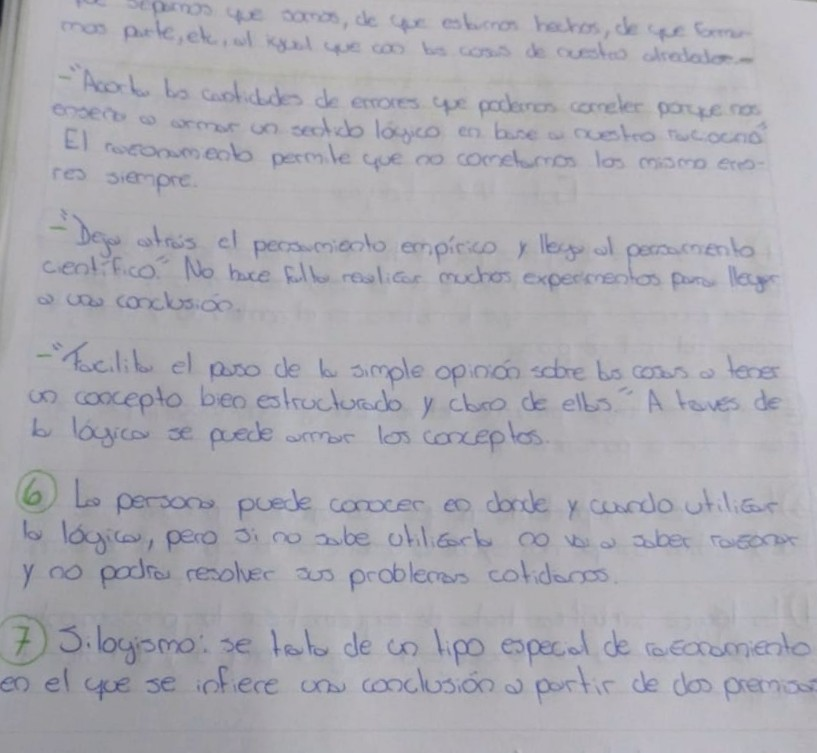 sepamos que somos, de que estamos hechos, de que forma-
mos parte, etc, al igual que con las cosas de nuestro alrededor.-
-"Acorta las cantidades de errores que podamos cometer porque nos
enseña a armar un sentido lógico en base a nuestro raciocinio"
El razonamiento permite que no cometamos los mismo erro-
res siempre.
-"Deja atrás el pensamiento empírico y llega al pensamiento
científico." No hace falta realizar muchos experimentos para llegar
a una conclusión.
-"Facilita el paso de la simple opinión sobre las cosas a tener
un concepto bien estructurado y claro de ellas" A traves de
la lógica se puede armar los conceptos.
6 La persona puede conocer en donde y cuando utilizar
la lógica, pero si no sabe utilizarla no va a saber razonar
y no podra resolver sus problemas cotidanos.
7 Silogismo: se trata de un tipo especial de razonamiento
en el que se infiere una conclusión a partir de dos premisas